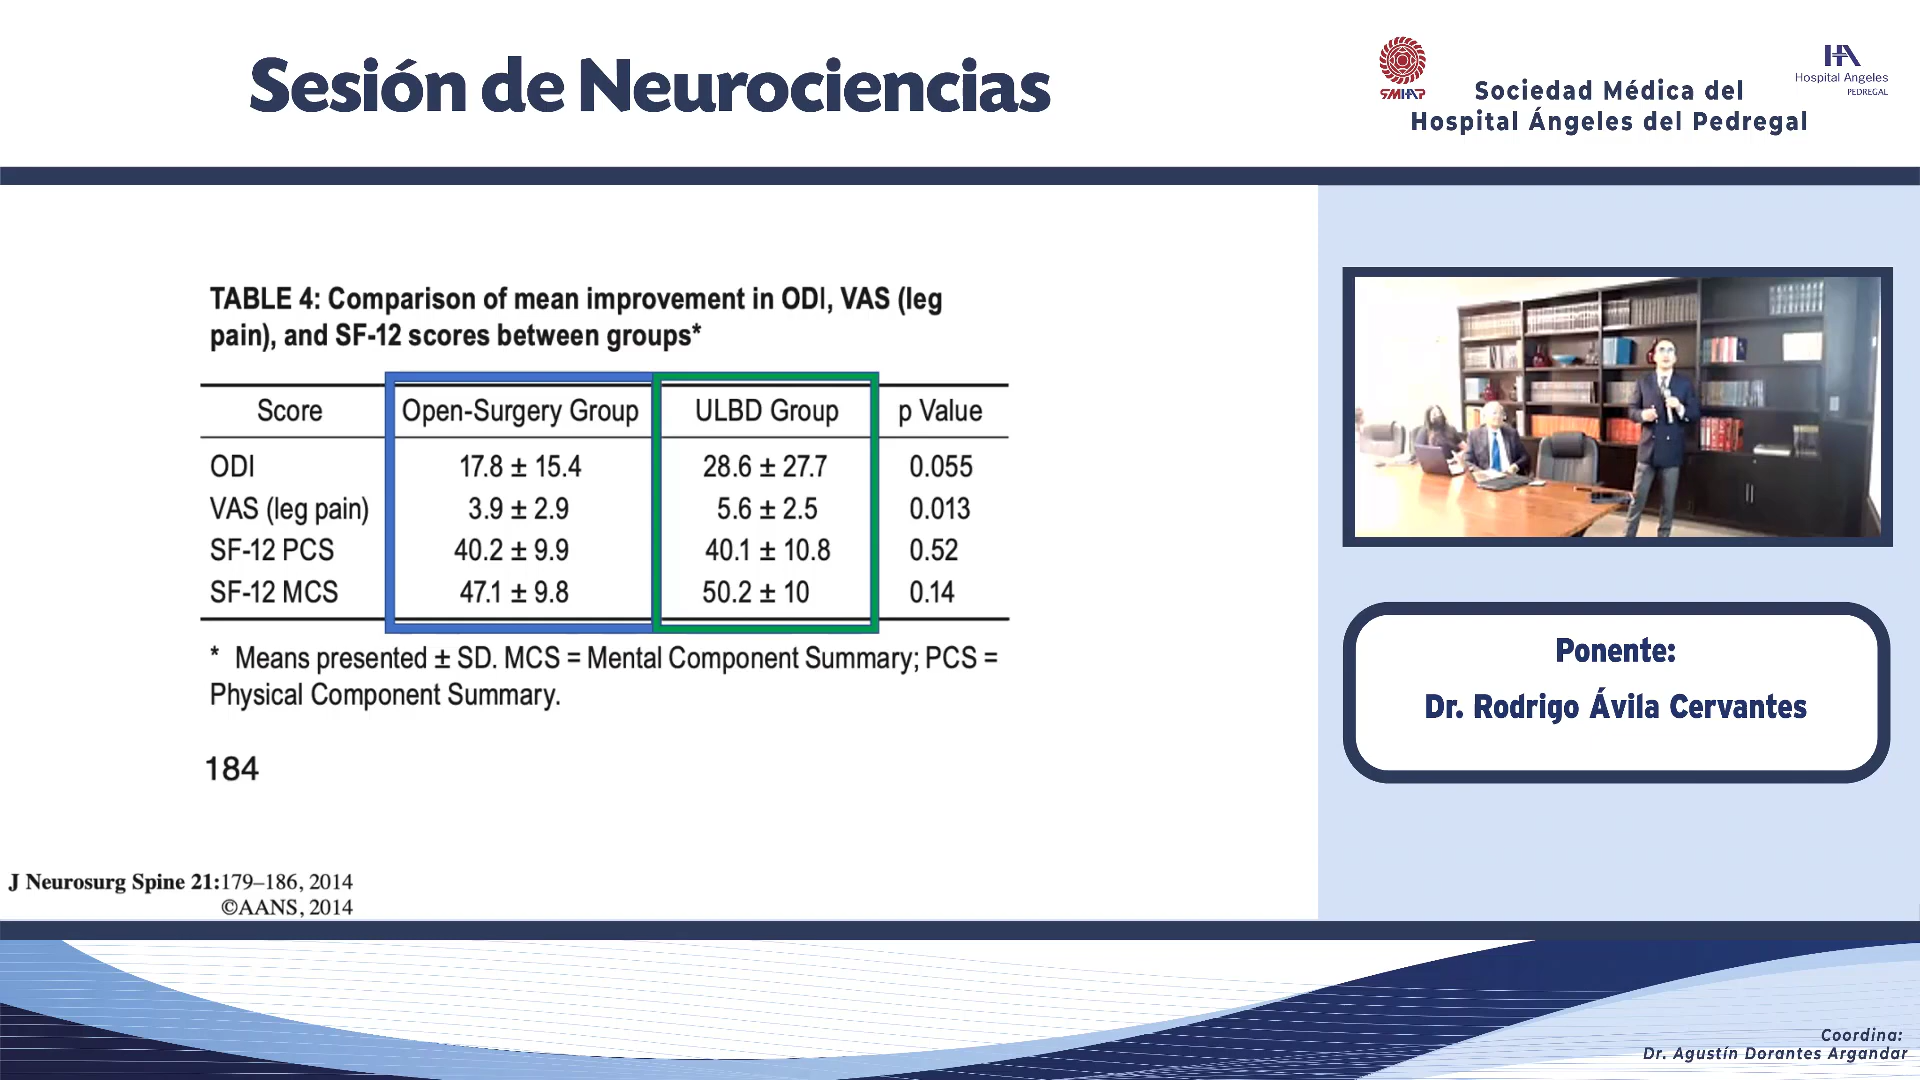 Sesión de Neurociencias
SMHAP
Sociedad Médica del
Hospital Ángeles del Pedregal
HA
Hospital Angeles
PEDREGAL
TABLE 4: Comparison of mean improvement in ODI, VAS (leg
pain), and SF-12 scores between groups*
Score Open-Surgery Group ULBD Group p Value
ODI 17.8 ± 15.4 28.6 ± 27.7 0.055
VAS (leg pain) 3.9 ± 2.9 5.6 ± 2.5 0.013
SF-12 PCS 40.2 ± 9.9 40.1 ± 10.8 0.52
SF-12 MCS 47.1 ± 9.8 50.2 ± 10 0.14
* Means presented ± SD. MCS = Mental Component Summary; PCS =
Physical Component Summary.
184
J Neurosurg Spine 21:179–186, 2014
©AANS, 2014
Ponente:
Dr. Rodrigo Ávila Cervantes
Coordina:
Dr. Agustín Dorantes Argandar